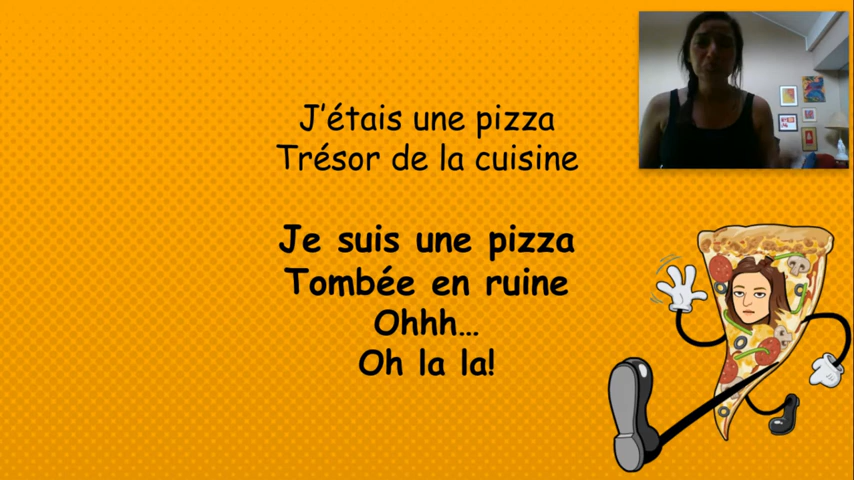 J'étais une pizza
Trésor de la cuisine
Je suis une pizza
Tombée en ruine
Ohhh...
Oh la la!